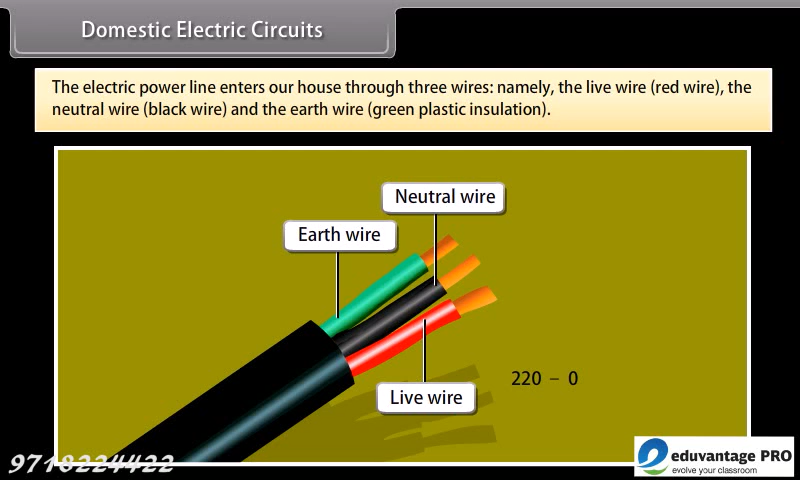 Domestic Electric Circuits
The electric power line enters our house through three wires: namely, the live wire (red wire), the
neutral wire (black wire) and the earth wire (green plastic insulation).
Neutral wire
Earth wire
220 – 0
Live wire
9718224422
eduvantage PRO
evolve your classroom